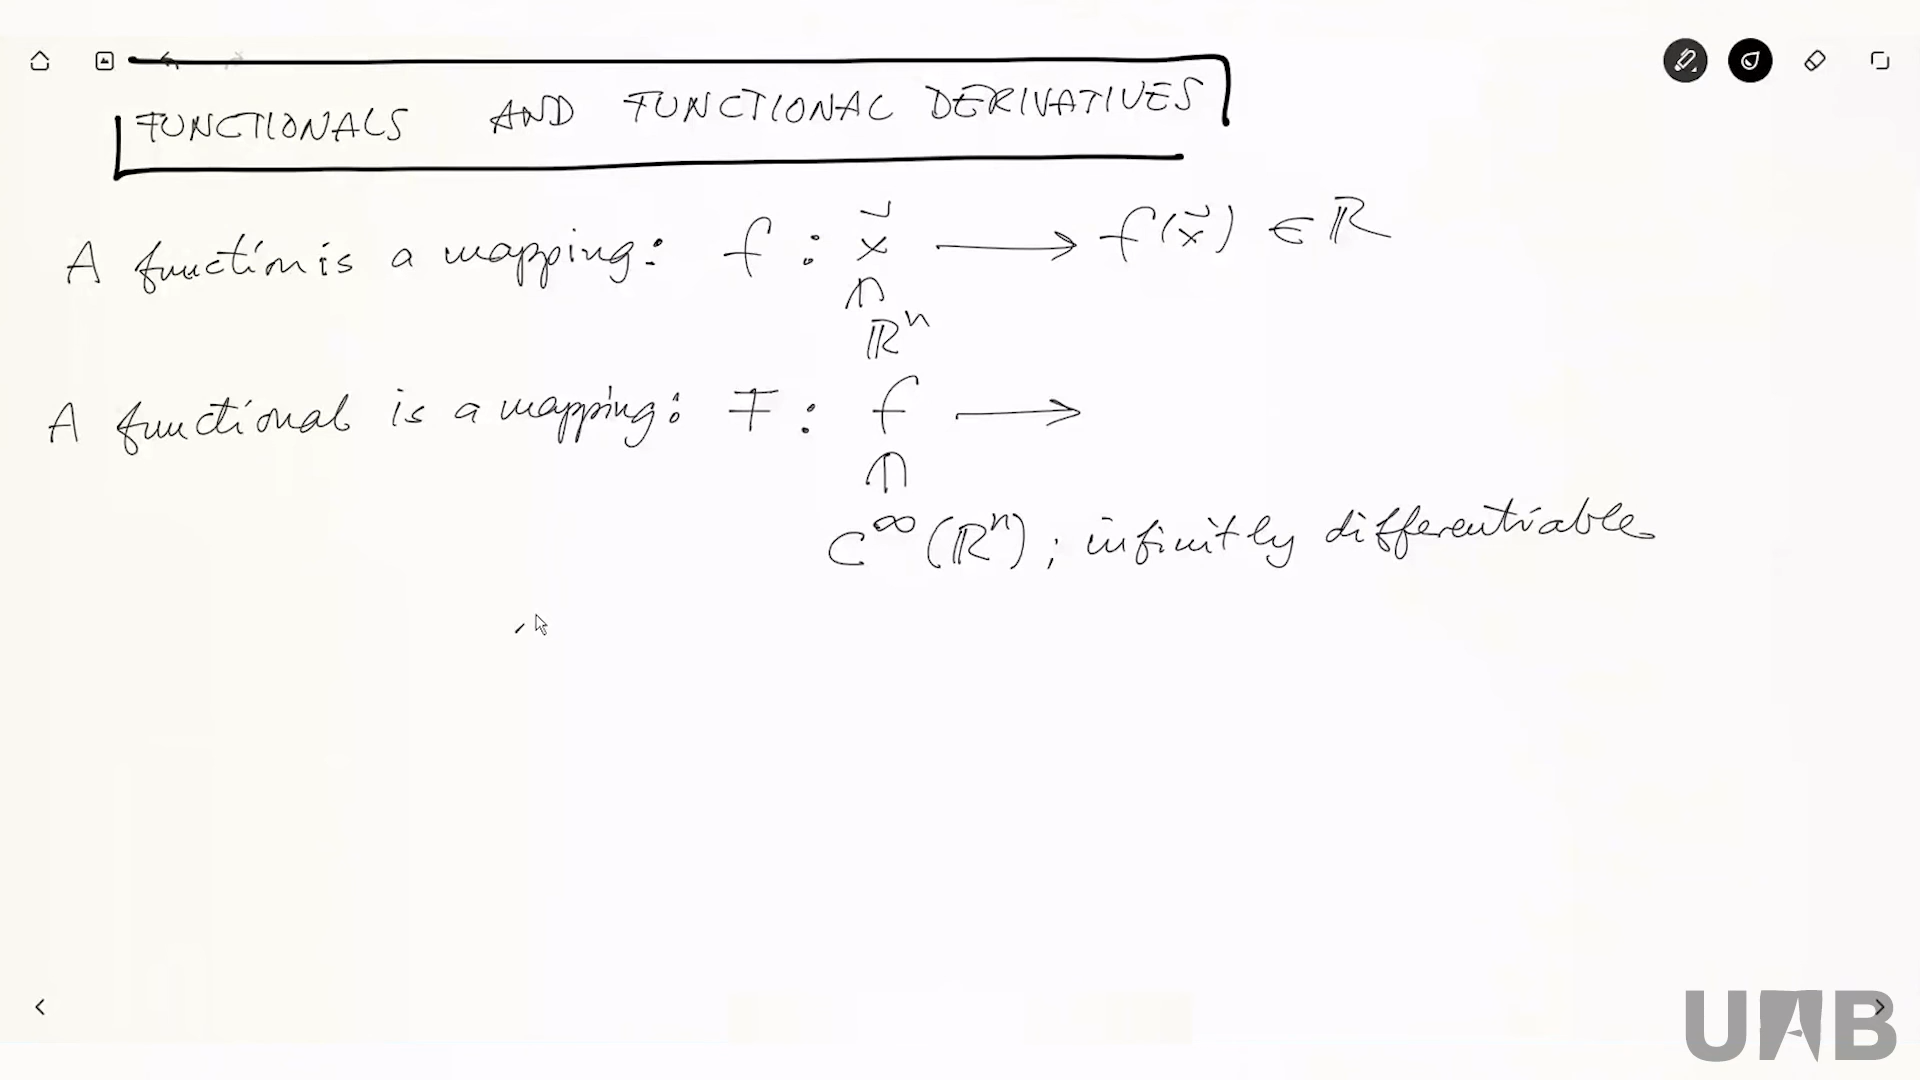 FUNCTIONALS AND FUNCTIONAL DERIVATIVES
A function is a mapping: f : x⃗ ⟶ f(x⃗) ∈ ℝ
∩
ℝⁿ
A functional is a mapping: F : f ⟶
∩
C^∞(ℝⁿ) ; infinitly differentiable
UAB